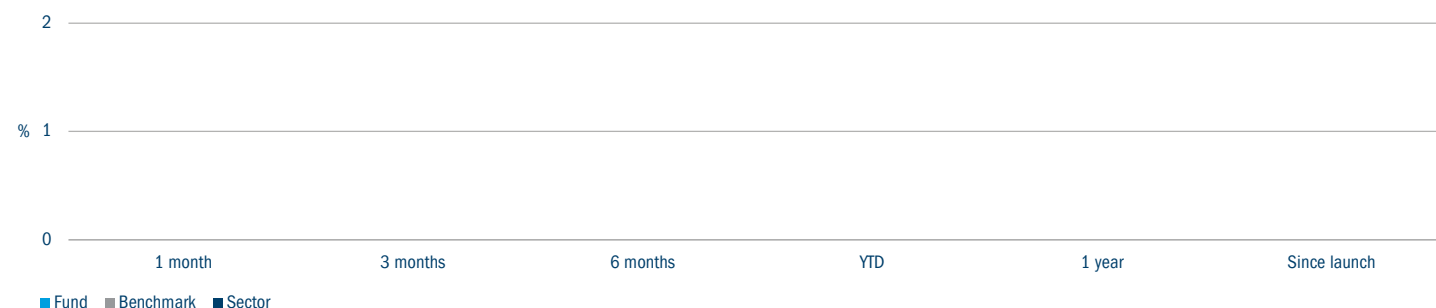 2
% 1
0
1 month 3 months 6 months YTD 1 year Since launch
Fund Benchmark Sector